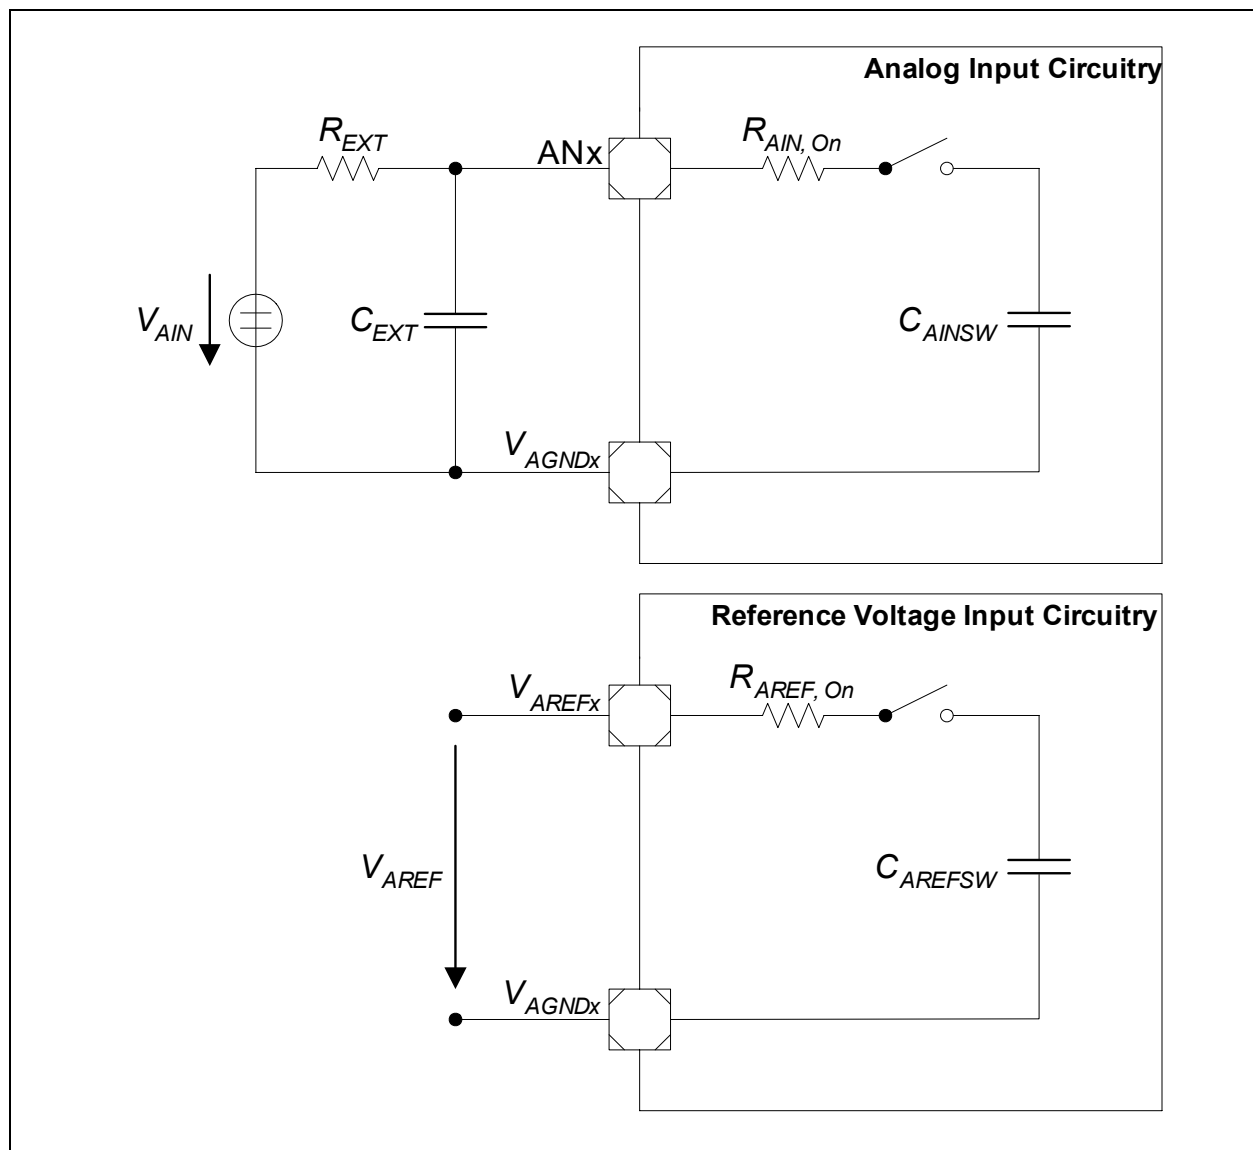 Analog Input Circuitry
R_EXT
ANx
R_AIN, On
V_AIN
C_EXT
C_AINSW
V_AGNDx
Reference Voltage Input Circuitry
V_AREFx
R_AREF, On
V_AREF
C_AREFSW
V_AGNDx